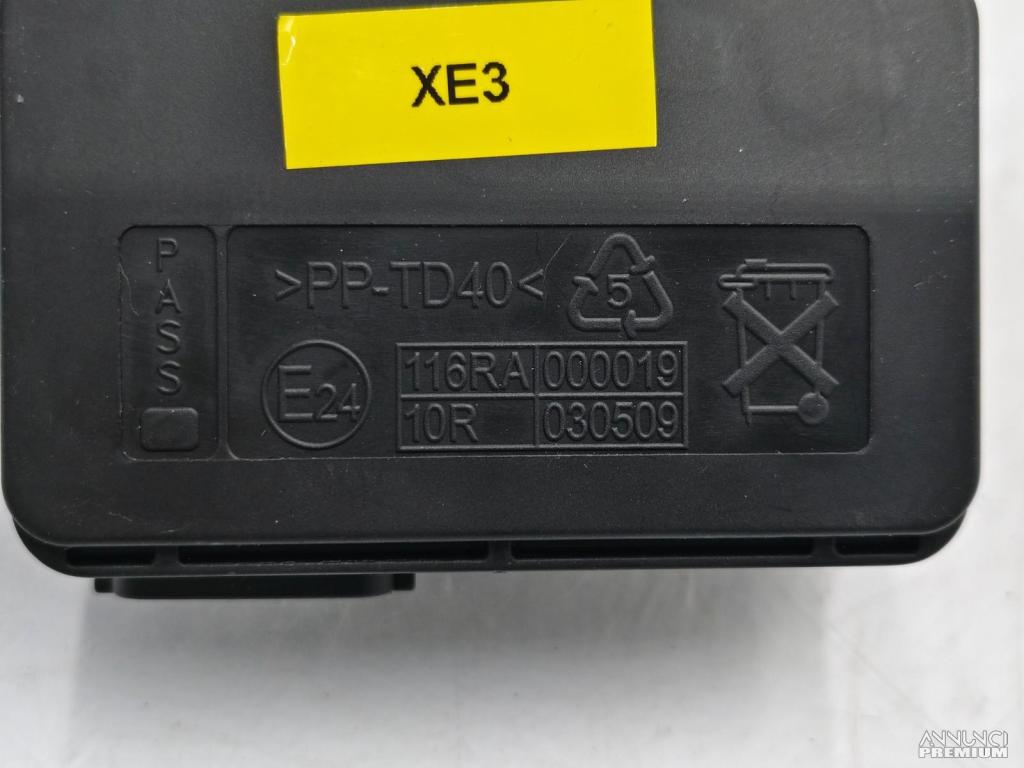 XE3
PASS
>PP-TD40<
5
E24
116RA 000019
10R 030509
ANNUNCI
PREMIUM